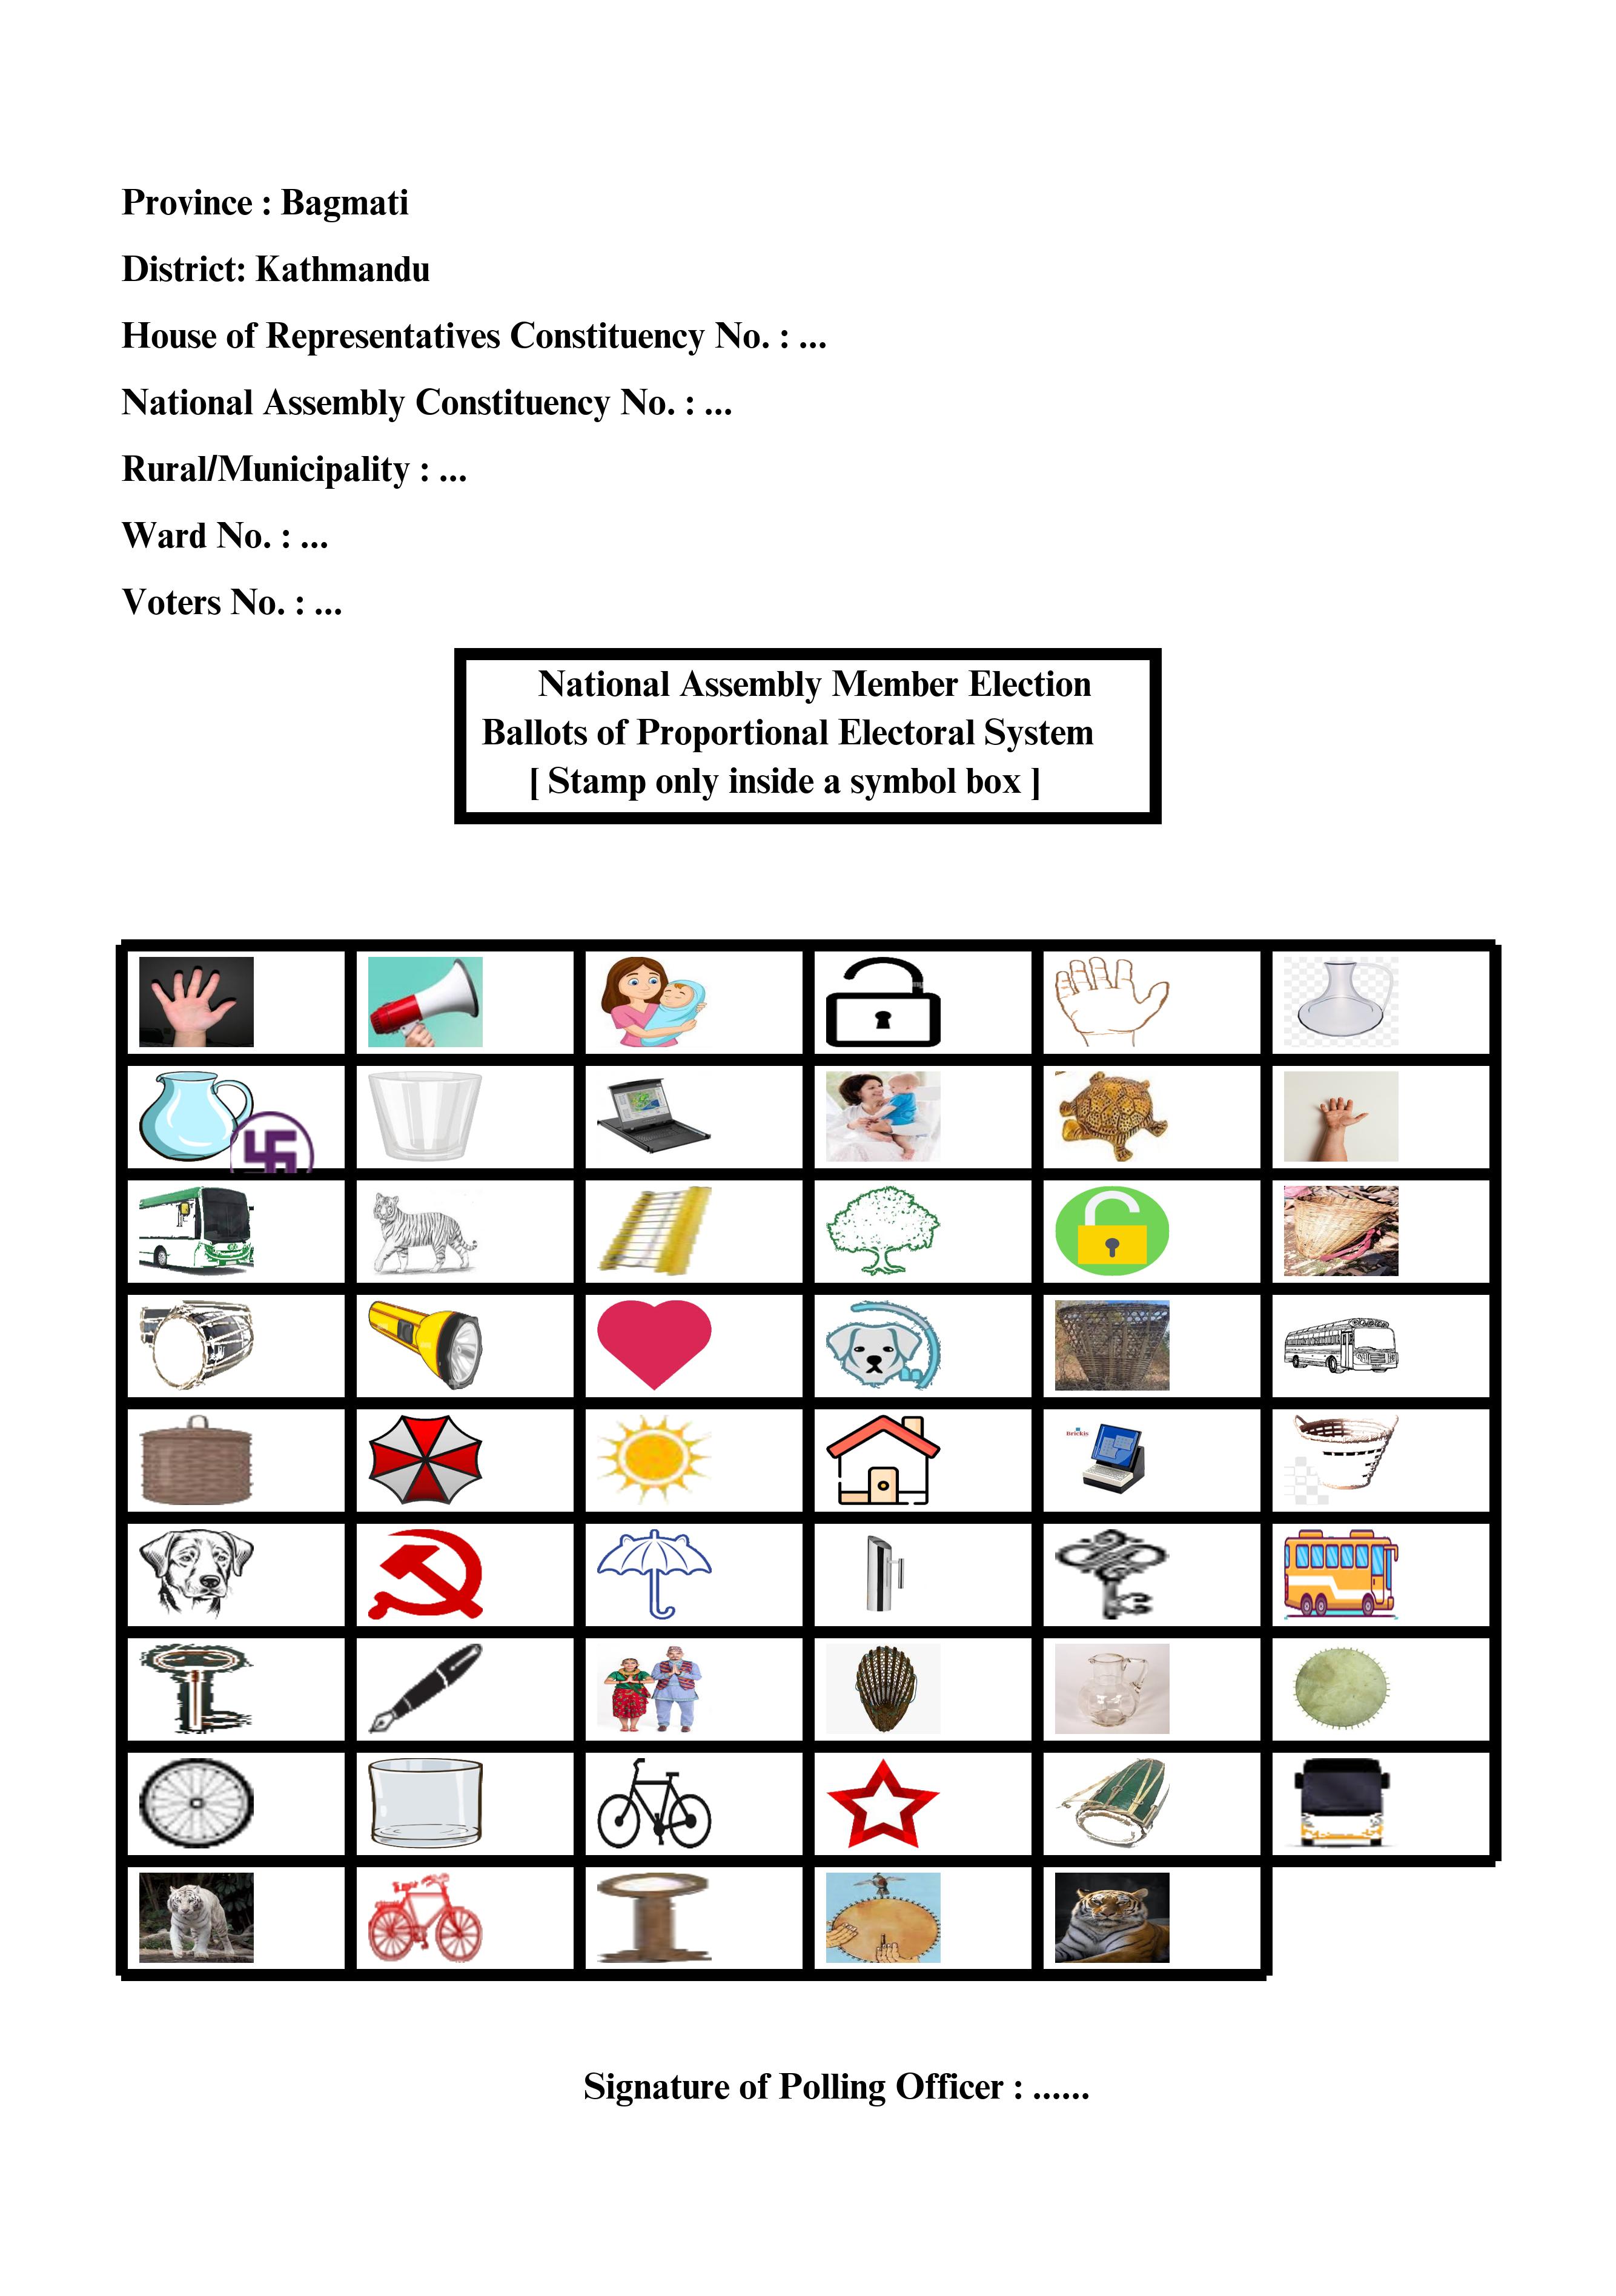 Province : Bagmati
District: Kathmandu
House of Representatives Constituency No. : ...
National Assembly Constituency No. : ...
Rural/Municipality : ...
Ward No. : ...
Voters No. : ...
National Assembly Member Election
Ballots of Proportional Electoral System
[ Stamp only inside a symbol box ]
Brickis
Signature of Polling Officer : ......